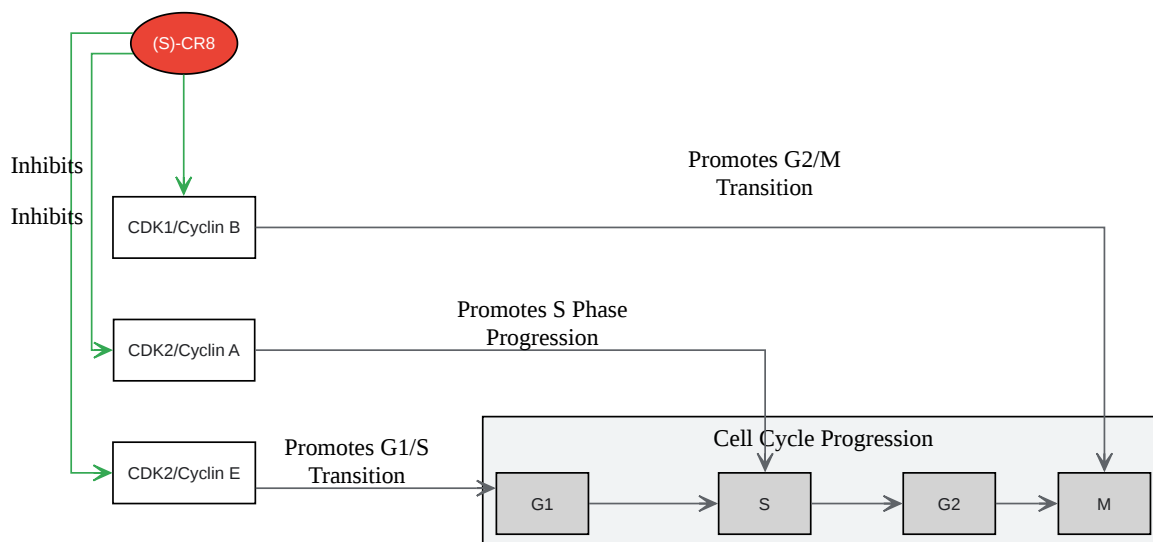 (S)-CR8
Inhibits
Inhibits
Promotes G2/M
Transition
CDK1/Cyclin B
Promotes S Phase
Progression
CDK2/Cyclin A
Promotes G1/S
Transition
CDK2/Cyclin E
Cell Cycle Progression
G1
S
G2
M